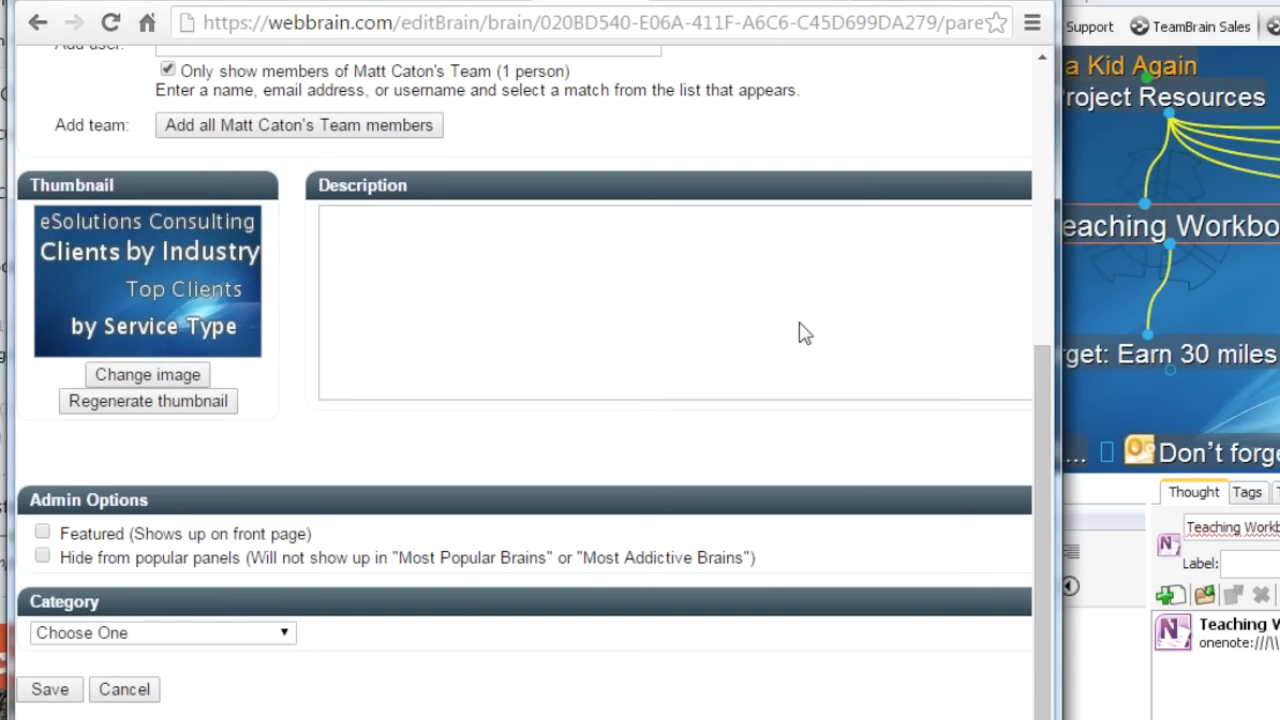 https://webbrain.com/editBrain/brain/020BD540-E06A-411F-A6C6-C45D699DA279/pare
Support
TeamBrain Sales
Add user:
Only show members of Matt Caton's Team (1 person)
Enter a name, email address, or username and select a match from the list that appears.
Add team:
Add all Matt Caton's Team members
Thumbnail
Description
eSolutions Consulting
Clients by Industry
Top Clients
by Service Type
Change image
Regenerate thumbnail
Admin Options
Featured (Shows up on front page)
Hide from popular panels (Will not show up in "Most Popular Brains" or "Most Addictive Brains")
Category
Choose One
Save
Cancel
a Kid Again
roject Resources
eaching Workbo
rget: Earn 30 miles
...
Don't forge
Thought
Tags
Teaching Workb
Label:
Teaching W
onenote:///\\